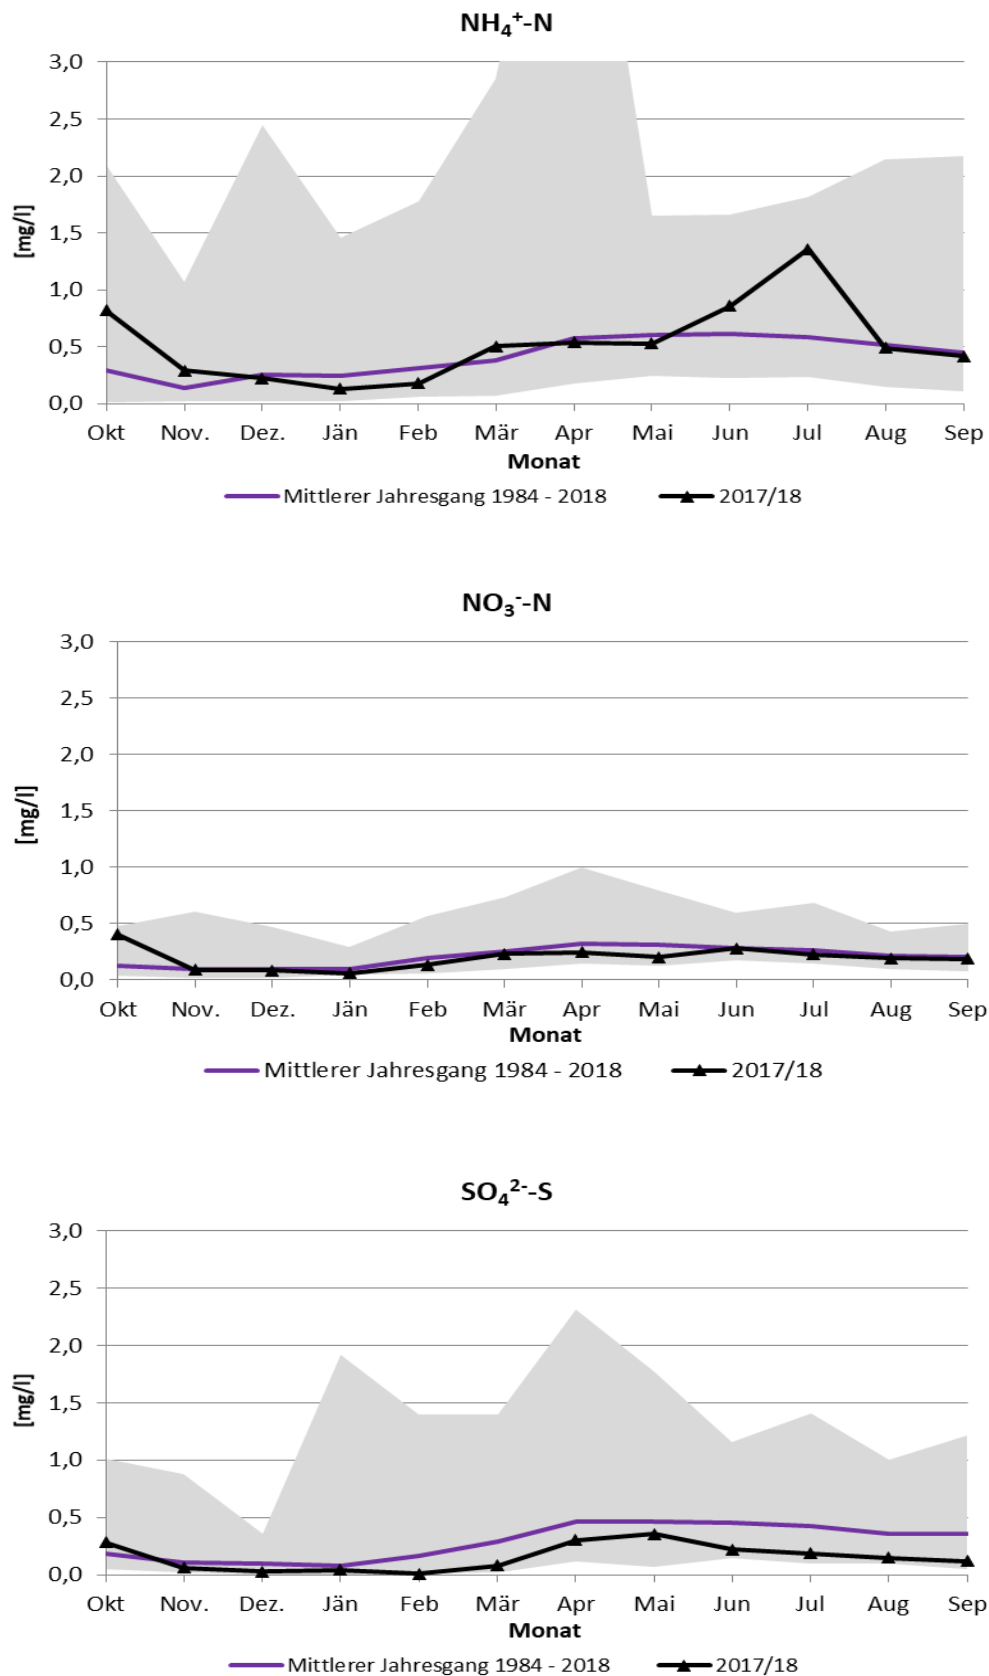 NH₄⁺-N
3,0
2,5
2,0
1,5
1,0
0,5
0,0
[mg/l]
Okt Nov. Dez. Jän Feb Mär Apr Mai Jun Jul Aug Sep
Monat
Mittlerer Jahresgang 1984 - 2018 2017/18
NO₃⁻-N
3,0
2,5
2,0
1,5
1,0
0,5
0,0
[mg/l]
Okt Nov. Dez. Jän Feb Mär Apr Mai Jun Jul Aug Sep
Monat
Mittlerer Jahresgang 1984 - 2018 2017/18
SO₄²⁻-S
3,0
2,5
2,0
1,5
1,0
0,5
0,0
[mg/l]
Okt Nov. Dez. Jän Feb Mär Apr Mai Jun Jul Aug Sep
Monat
Mittlerer Jahresgang 1984 - 2018 2017/18